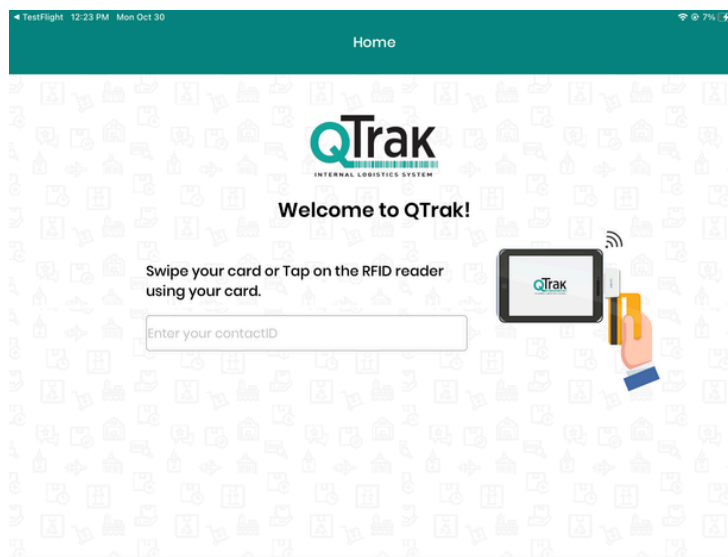 ◀ TestFlight 12:23 PM Mon Oct 30 7%
Home
QTrak
INTERNAL LOGISTICS SYSTEM
Welcome to QTrak!
Swipe your card or Tap on the RFID reader
using your card.
QTrak
Enter your contactID